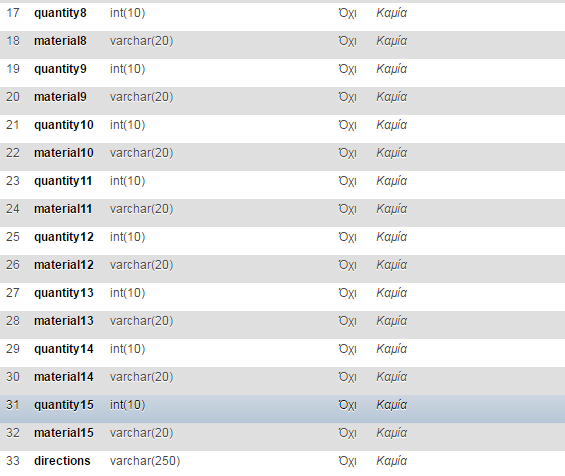 17 quantity8 int(10) Όχι Καμία
18 material8 varchar(20) Όχι Καμία
19 quantity9 int(10) Όχι Καμία
20 material9 varchar(20) Όχι Καμία
21 quantity10 int(10) Όχι Καμία
22 material10 varchar(20) Όχι Καμία
23 quantity11 int(10) Όχι Καμία
24 material11 varchar(20) Όχι Καμία
25 quantity12 int(10) Όχι Καμία
26 material12 varchar(20) Όχι Καμία
27 quantity13 int(10) Όχι Καμία
28 material13 varchar(20) Όχι Καμία
29 quantity14 int(10) Όχι Καμία
30 material14 varchar(20) Όχι Καμία
31 quantity15 int(10) Όχι Καμία
32 material15 varchar(20) Όχι Καμία
33 directions varchar(250) Όχι Καμία